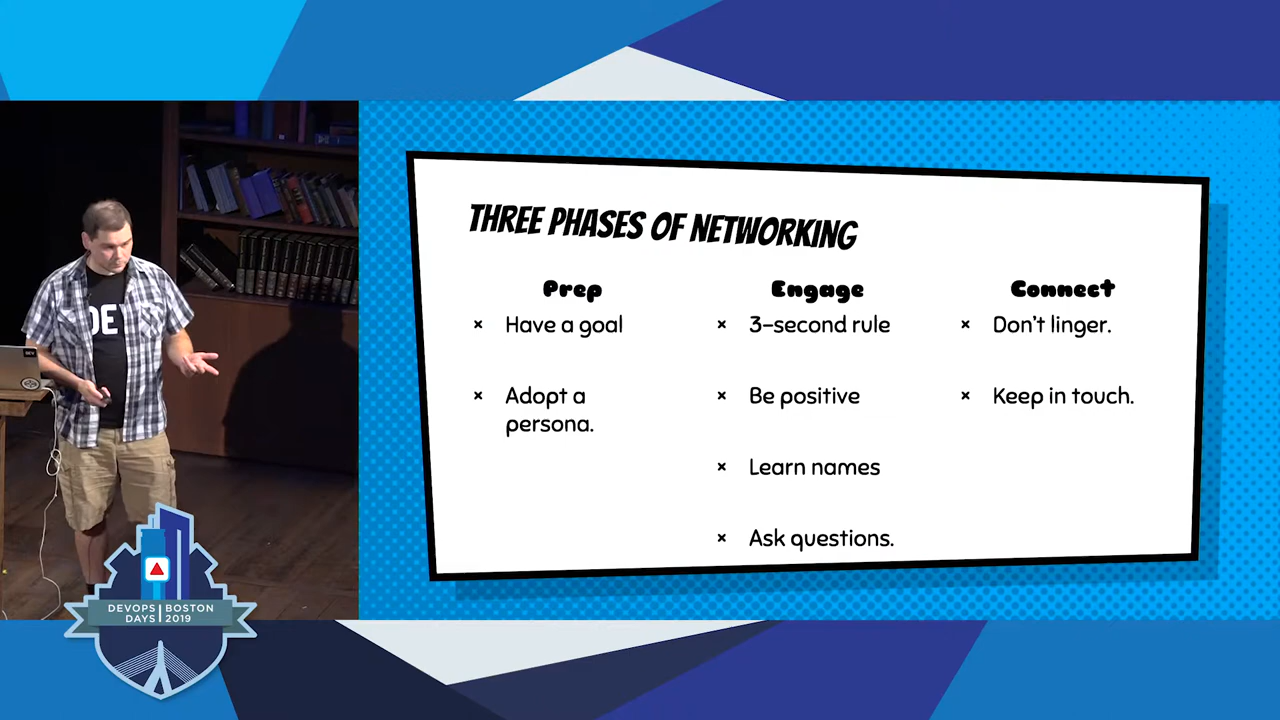 THREE PHASES OF NETWORKING
Prep
× Have a goal
× Adopt a
persona.
Engage
× 3-second rule
× Be positive
× Learn names
× Ask questions.
Connect
× Don't linger.
× Keep in touch.
DEV
DEVOPS BOSTON
DAYS 2019